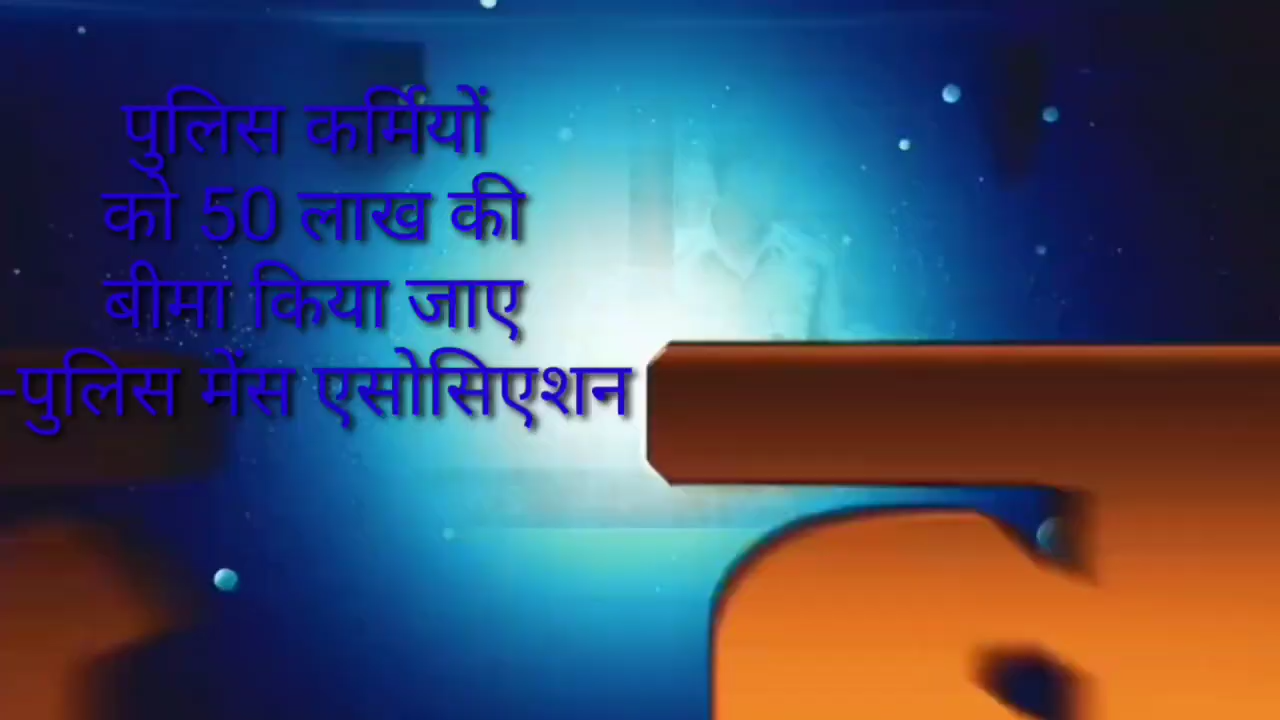 पुलिस कर्मियों
को 50 लाख की
बीमा किया जाए
-पुलिस मेंस एसोसिएशन